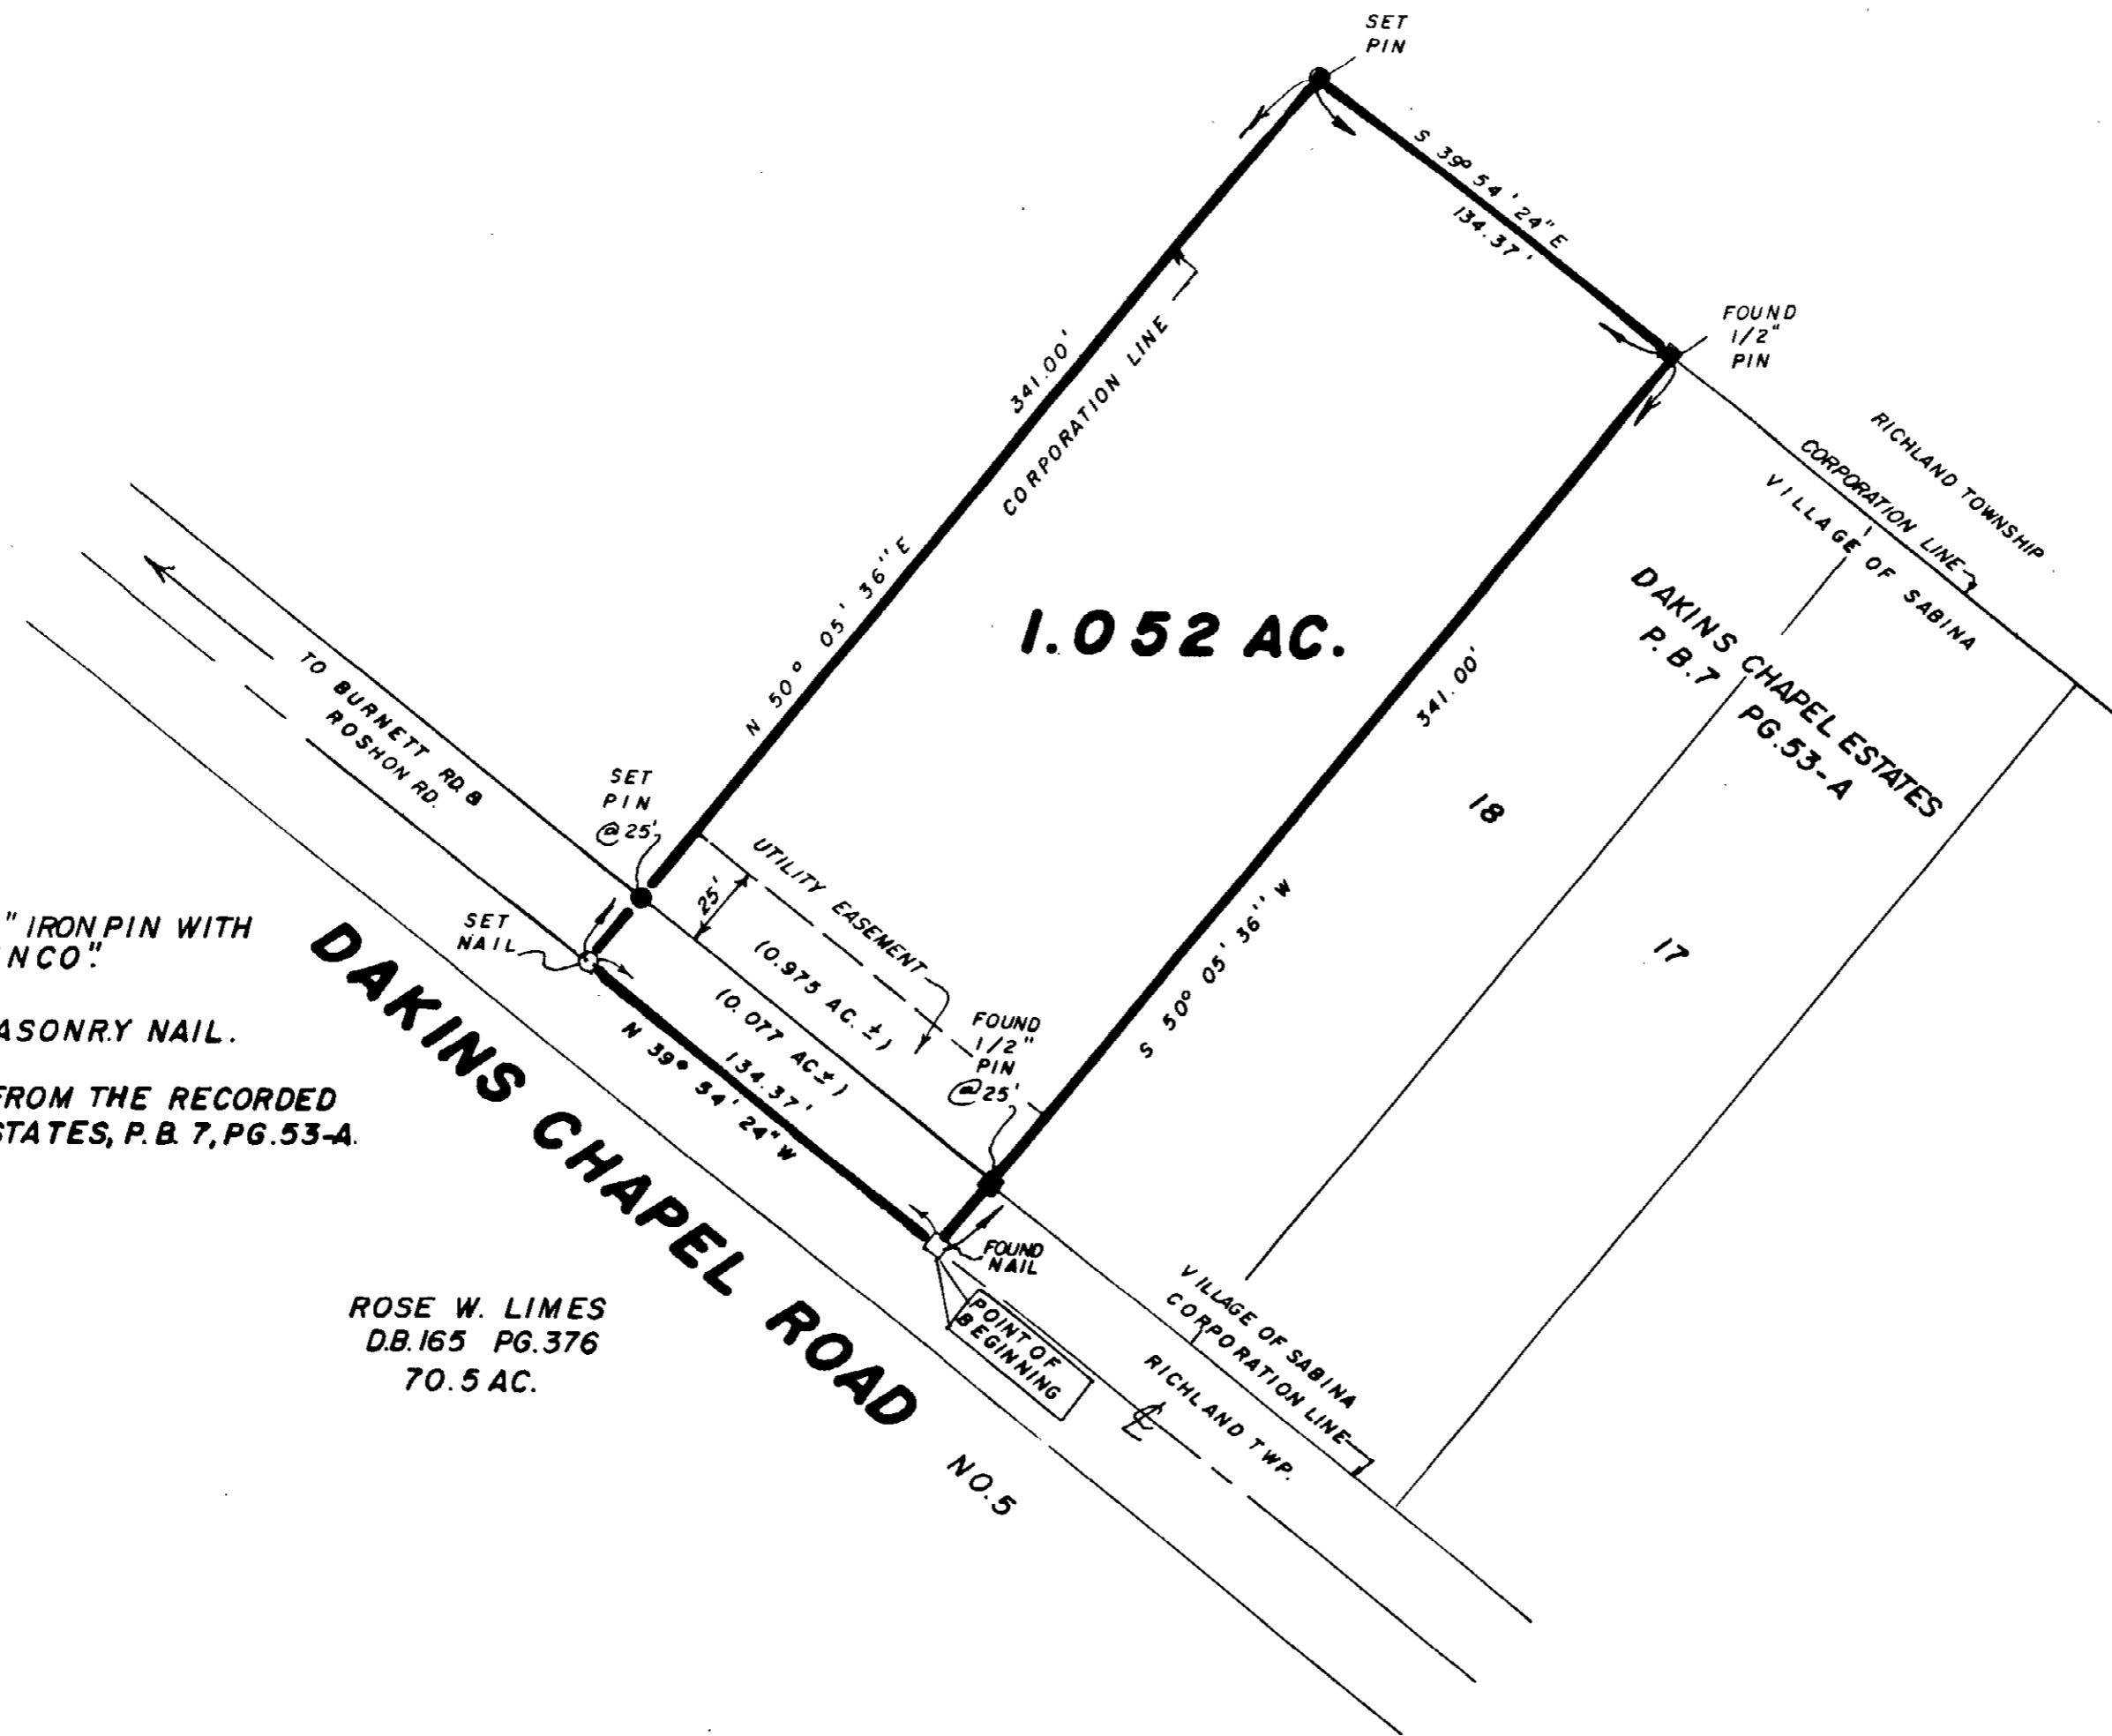 SET
PIN
S 39° 54' 24" E
134.37'
FOUND
1/2"
PIN
341.00'
CORPORATION LINE
N 50° 05' 36" E
RICHLAND TOWNSHIP
CORPORATION LINE
VILLAGE OF SABINA
DAKINS CHAPEL ESTATES
P.B.7 PG.53-A
1.052 AC.
341.00'
S 50° 05' 36" W
18
17
TO BURNETT RD. &
ROSHON RD.
SET
PIN
@ 25'
SET
NAIL
25'
UTILITY EASEMENT
(0.975 AC. ±)
(0.077 AC ±)
134.37'
N 39° 54' 24" W
FOUND
1/2"
PIN
@ 25'
" IRON PIN WITH
NCO".
ASONRY NAIL.
FROM THE RECORDED
STATES, P.B. 7, PG.53-A.
DAKINS CHAPEL ROAD NO.5
FOUND
NAIL
POINT OF
BEGINNING
VILLAGE OF SABINA
CORPORATION LINE
RICHLAND TWP.
ROSE W. LIMES
D.B.165 PG.376
70.5 AC.